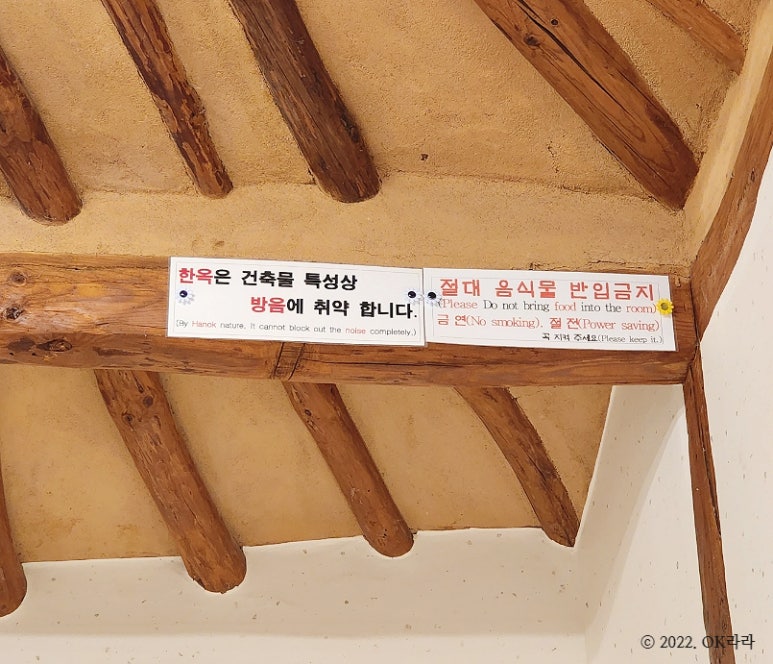 한옥은 건축물 특성상
방음에 취약 합니다.
(By Hanok nature, It cannot block out the noise completely.)
절대 음식물 반입금지
(Please Do not bring food into the room)
금 연(No smoking). 절 전(Power saving)
꼭 지켜 주세요(Please keep it.)
© 2022. OK라라